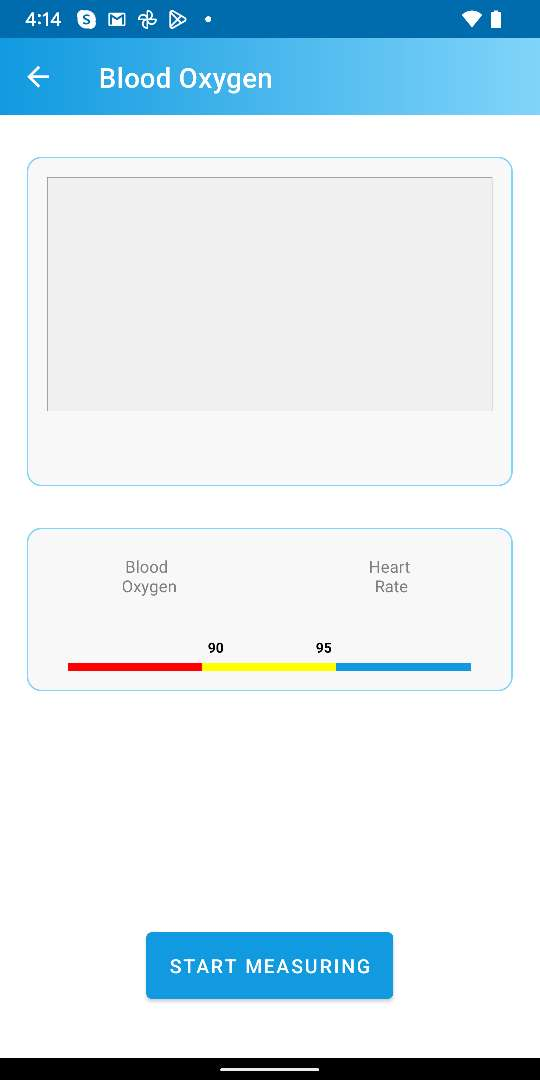 4:14
Blood Oxygen
Blood
Oxygen
Heart
Rate
90
95
START MEASURING